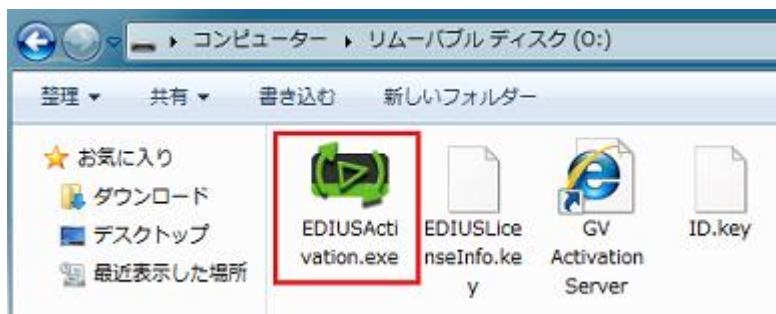 コンピューター ▸ リムーバブル ディスク (O:)
整理 ▼ 共有 ▼ 書き込む 新しいフォルダー
お気に入り
ダウンロード
デスクトップ
最近表示した場所
EDIUSActi
vation.exe
EDIUSLice
nseInfo.ke
y
GV
Activation
Server
ID.key